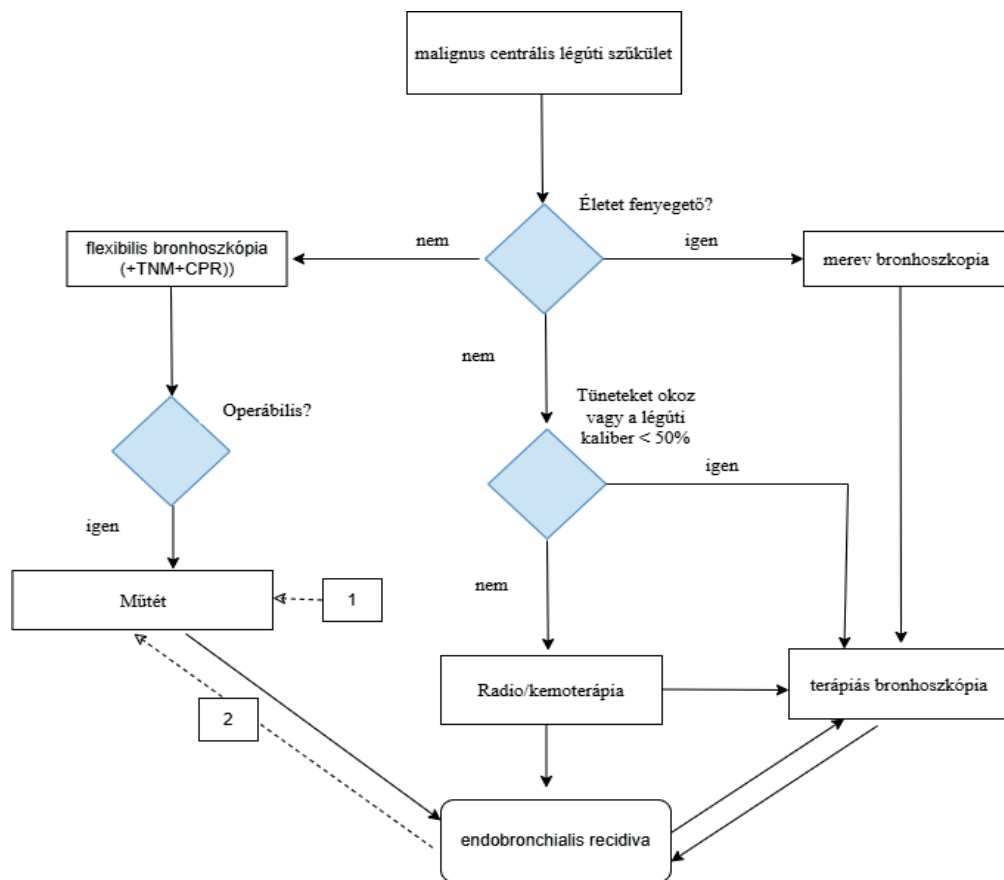 malignus centrális légúti szűkület
Életet fenyegető?
nem
igen
flexibilis bronhoszkópia
(+TNM+CPR))
merev bronhoszkopia
nem
Operábilis?
Tüneteket okoz
vagy a légúti
kaliber < 50%
igen
igen
nem
Műtét
1
Radio/kemoterápia
terápiás bronhoszkópia
2
endobronchialis recidiva